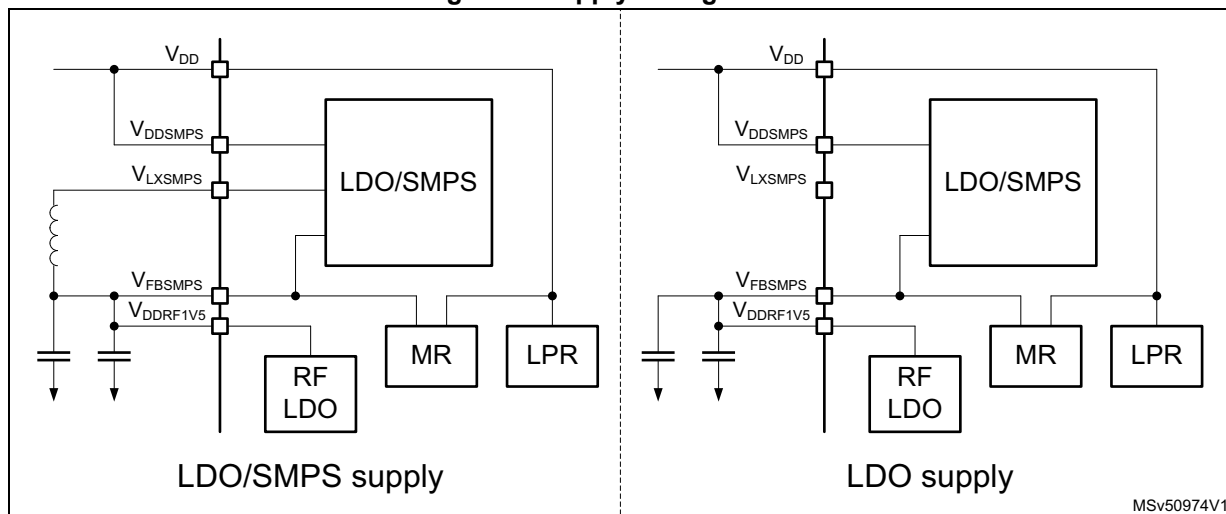 VDD
VDDSMPS
VLXSMPS
LDO/SMPS
VFBSMPS
VDDRF1V5
MR
LPR
RF
LDO
LDO/SMPS supply
VDD
VDDSMPS
VLXSMPS
LDO/SMPS
VFBSMPS
VDDRF1V5
MR
LPR
RF
LDO
LDO supply
MSv50974V1